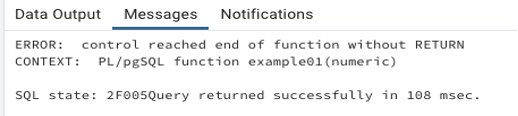 Data Output Messages Notifications
ERROR:  control reached end of function without RETURN
CONTEXT:  PL/pgSQL function example01(numeric)
SQL state: 2F005Query returned successfully in 108 msec.